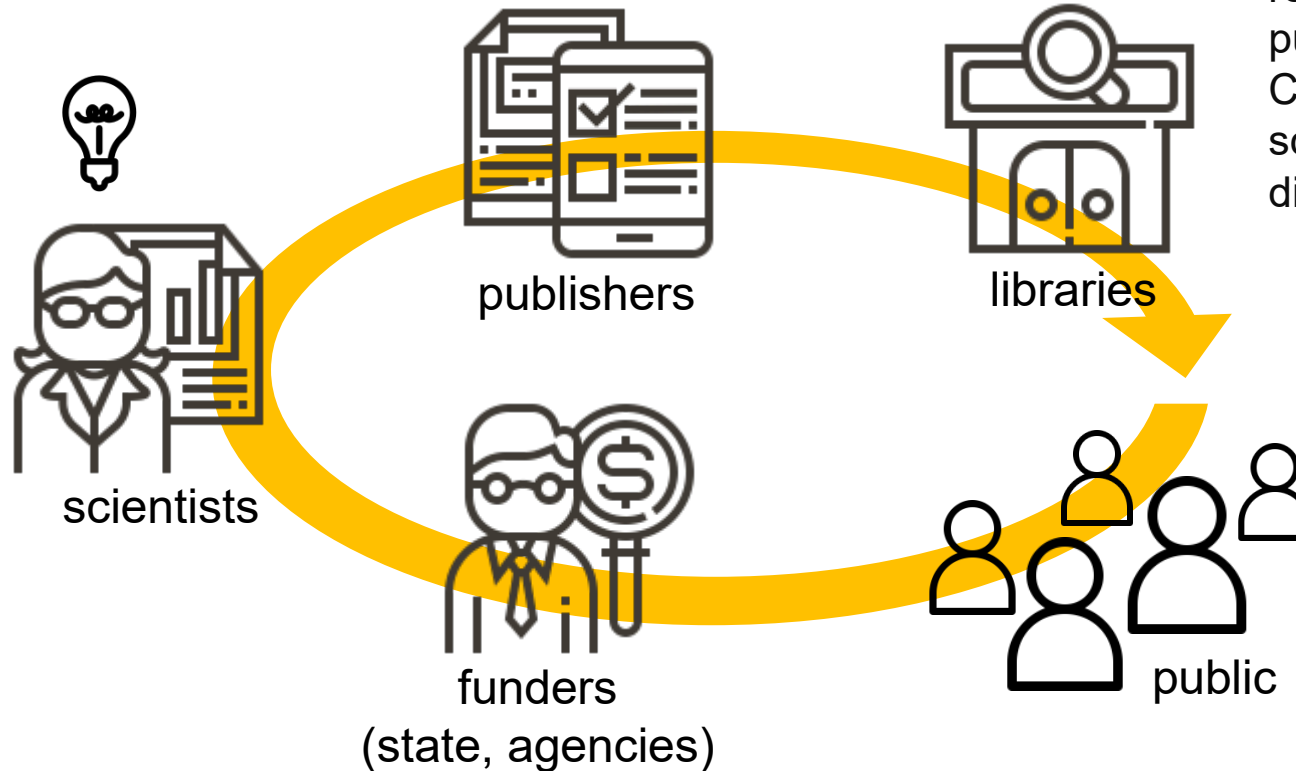 publishers
libraries
scientists
funders
(state, agencies)
public